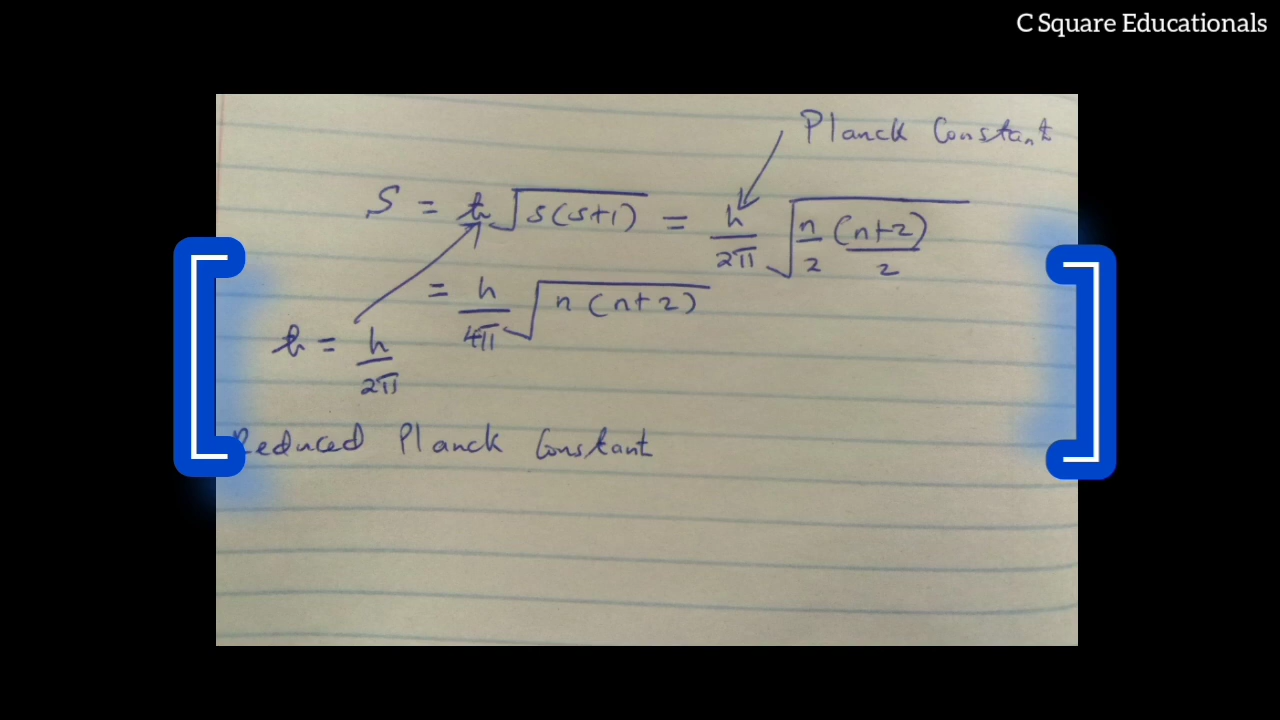 C Square Educationals
Planck Constant
S = ħ √s(s+1) = h/2π √n/2 (n+2)/2
= h/4π √n(n+2)
ħ = h/2π
Reduced Planck Constant